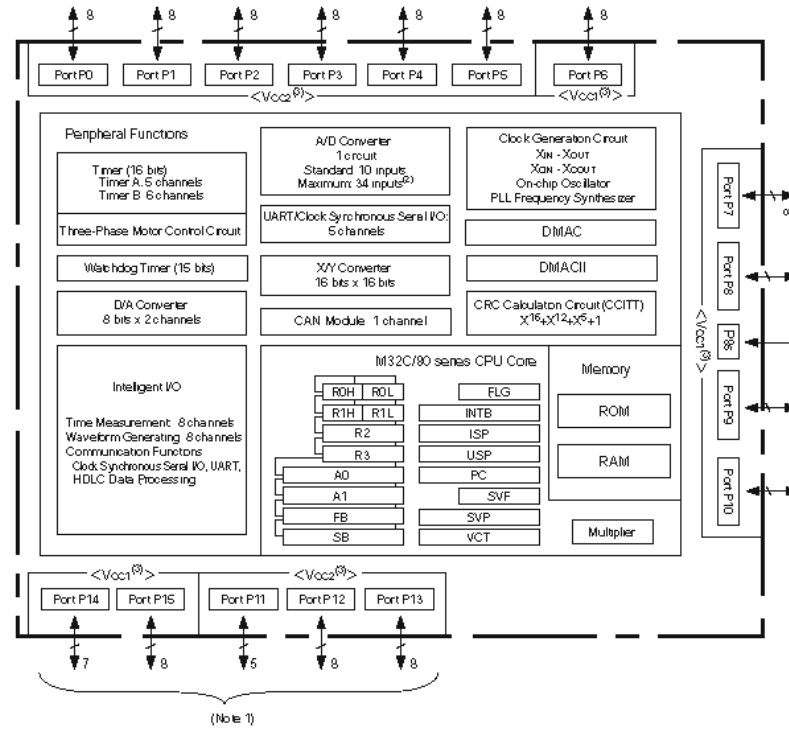 8 8 8 8 8 8 8
Port P0 Port P1 Port P2 Port P3 Port P4 Port P5 Port P6
<VCC2(3)> <VCC1(3)>
Peripheral Functions
Timer (16 bits)
Timer A: 5 channels
Timer B: 6 channels
Three-Phase Motor Control Circuit
Watchdog Timer (15 bits)
D/A Converter
8 bits x 2 channels
A/D Converter
1 circuit
Standard: 10 inputs
Maximum: 34 inputs(2)
UART/Clock Synchronous Serial I/O:
5 channels
X/Y Converter
16 bits x 16 bits
CAN Module: 1 channel
Clock Generation Circuit
XIN - XOUT
XCIN - XCOUT
On-chip Oscillator
PLL Frequency Synthesizer
DMAC
DMACII
CRC Calculation Circuit (CCITT)
X16+X12+X5+1
Intelligent I/O
Time Measurement: 8 channels
Waveform Generating: 8 channels
Communication Functions:
Clock Synchronous Serial I/O, UART,
HDLC Data Processing
M32C/80 series CPU Core
R0H R0L
R1H R1L
R2
R3
A0
A1
FB
SB
FLG
INTB
ISP
USP
PC
SVF
SVP
VCT
Memory
ROM
RAM
Multiplier
<VCC1(3)>
Port P7
Port P8
P85
Port P9
Port P10
<VCC1(3)> <VCC2(3)>
Port P14 Port P15 Port P11 Port P12 Port P13
7 8 5 8 8
(Note 1)